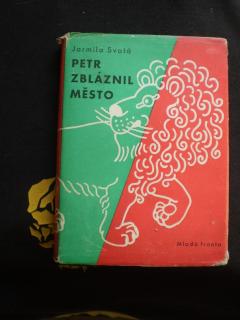 Jarmila Svatá
PETR
ZBLÁZNIL
MĚSTO
Mladá fronta